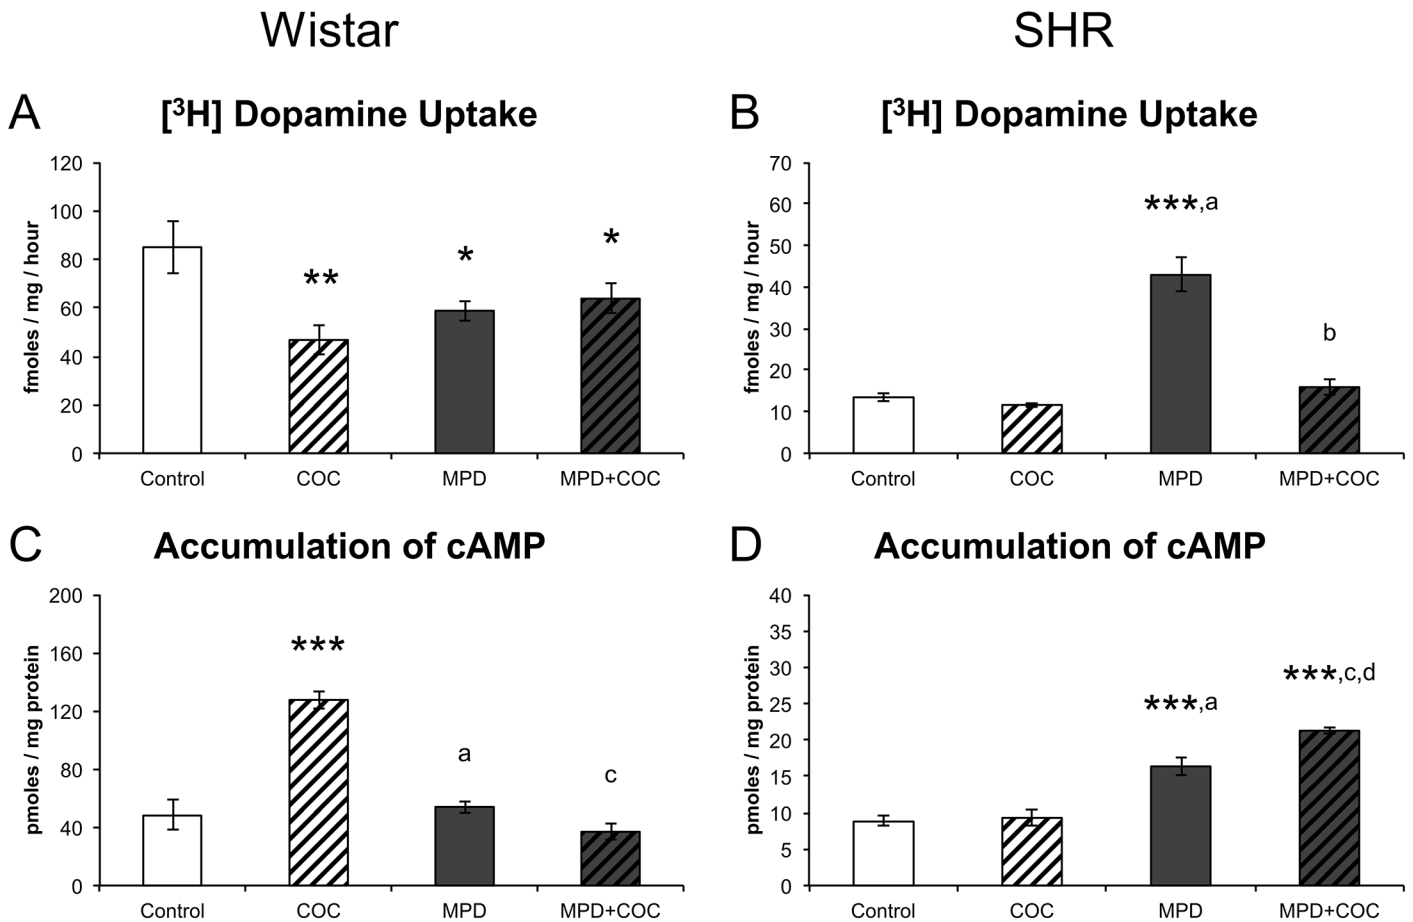 Wistar
SHR
A
[³H] Dopamine Uptake
120
100
80
60
40
20
0
fmoles / mg / hour
**
*
*
Control
COC
MPD
MPD+COC
B
[³H] Dopamine Uptake
70
60
50
40
30
20
10
0
fmoles / mg / hour
***,a
b
Control
COC
MPD
MPD+COC
C
Accumulation of cAMP
200
160
120
80
40
0
pmoles / mg protein
***
a
c
Control
COC
MPD
MPD+COC
D
Accumulation of cAMP
40
35
30
25
20
15
10
5
0
pmoles / mg protein
***,a
***,c,d
Control
COC
MPD
MPD+COC